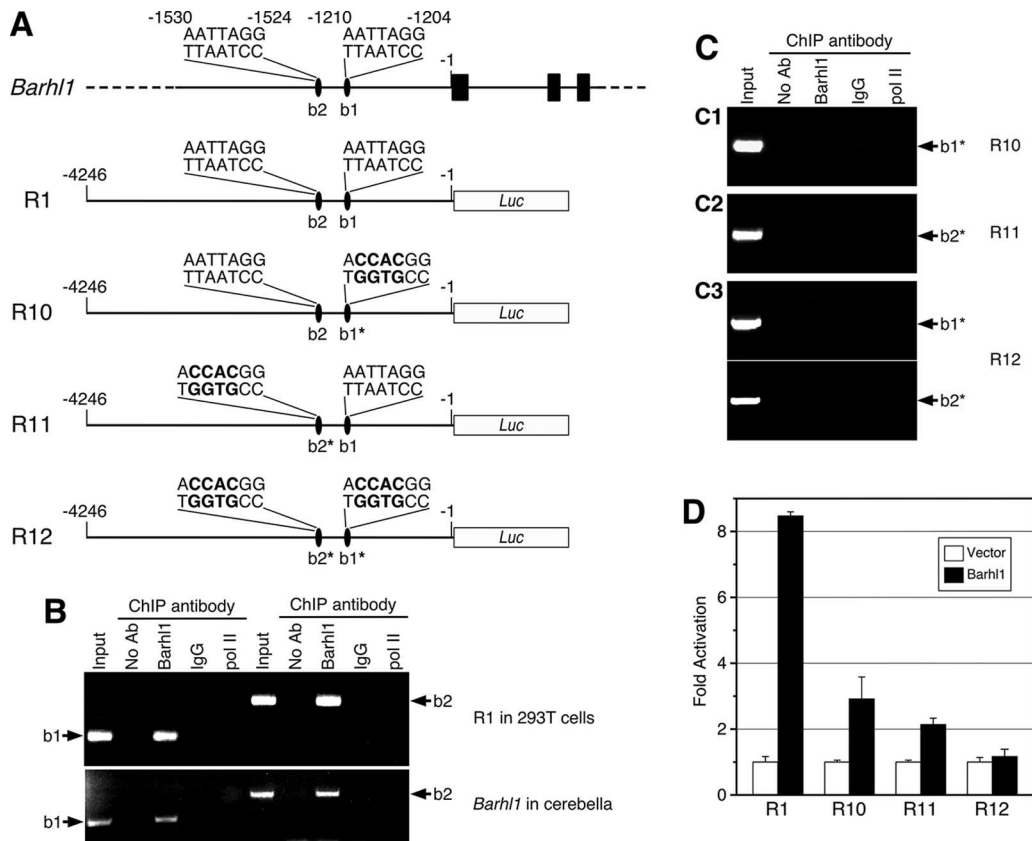 A
-1530 -1524 -1210 -1204
AATTAGG AATTAGG
TTAATCC TTAATCC
-1
Barhl1
b2 b1
AATTAGG AATTAGG
TTAATCC TTAATCC
-4246 -1
R1 Luc
b2 b1
AATTAGG ACCACGG
TTAATCC TGGTGCC
-4246 -1
R10 Luc
b2 b1*
ACCACGG AATTAGG
TGGTGCC TTAATCC
-4246 -1
R11 Luc
b2* b1
ACCACGG ACCACGG
TGGTGCC TGGTGCC
-4246 -1
R12 Luc
b2* b1*
B
ChIP antibody ChIP antibody
Input No Ab Barhl1 IgG pol II Input No Ab Barhl1 IgG pol II
b2
R1 in 293T cells
b1
b2
Barhl1 in cerebella
b1
C
ChIP antibody
Input No Ab Barhl1 IgG pol II
C1
b1* R10
C2
b2* R11
C3
b1*
R12
b2*
D
Fold Activation
8
6
4
2
0
Vector
Barhl1
R1 R10 R11 R12